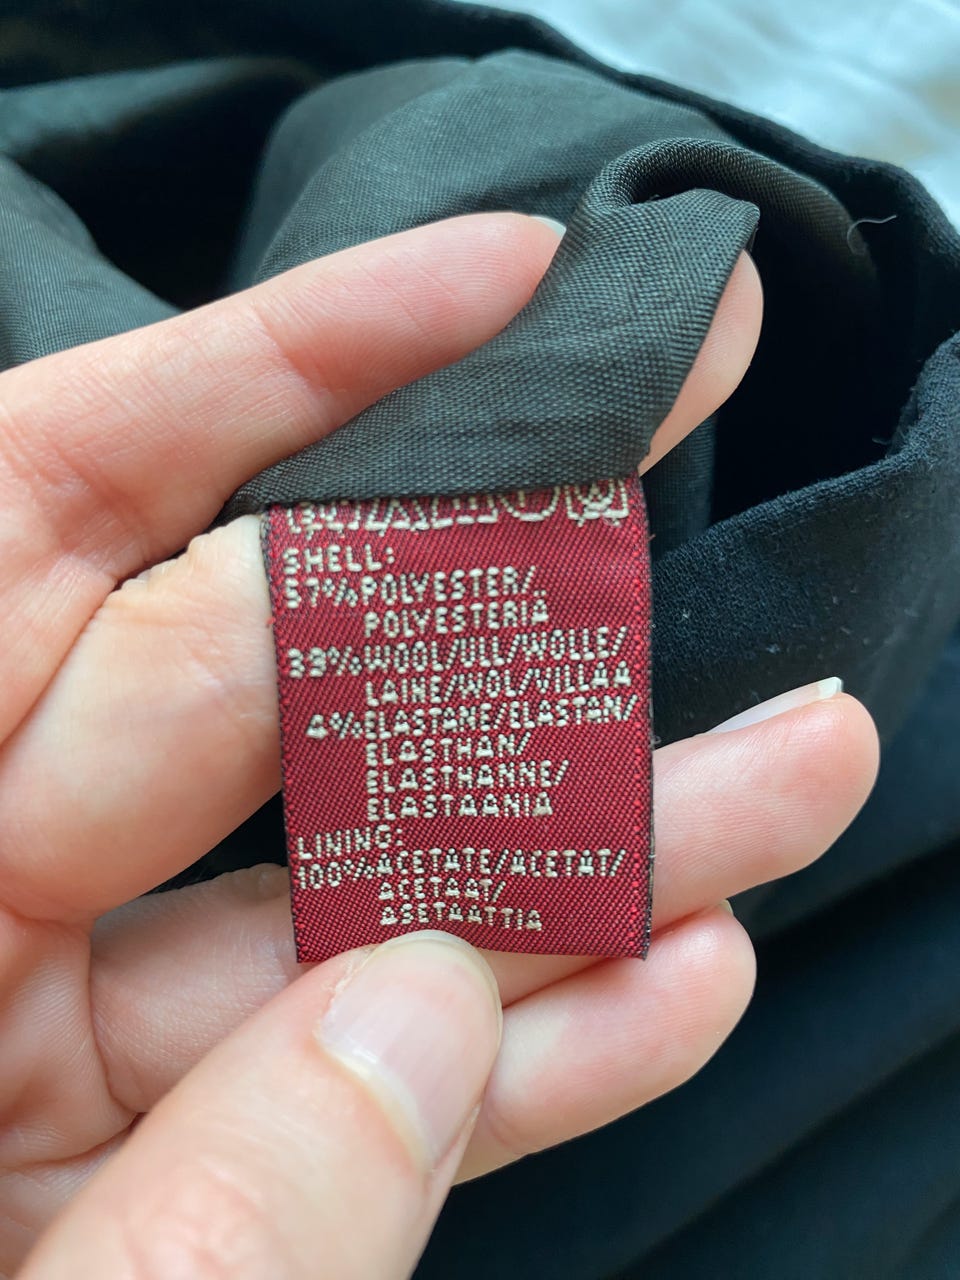 SHELL:
57%POLYESTER/
POLYESTERIÄ
39%WOOL/ULL/WOLLE/
LAINE/WOL/VILLAA
4%ELASTANE/ELASTAN/
ELASTHAN/
ELASTHANNE/
ELASTAANIA
LINING:
100%ACETATE/ACETAT/
ACETAAT/
ASETAATTIA